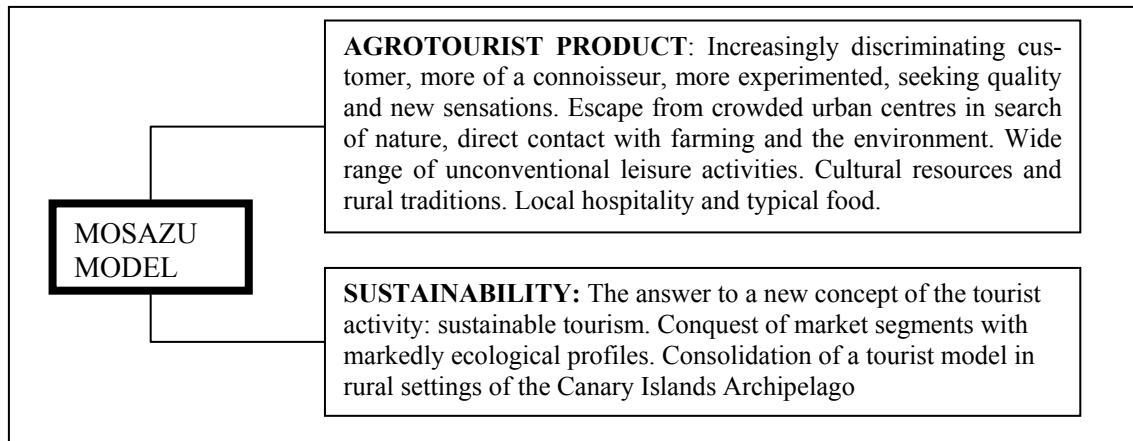 AGROTOURIST PRODUCT: Increasingly discriminating cus-
tomer, more of a connoisseur, more experimented, seeking quality
and new sensations. Escape from crowded urban centres in search
of nature, direct contact with farming and the environment. Wide
range of unconventional leisure activities. Cultural resources and
rural traditions. Local hospitality and typical food.
MOSAZU
MODEL
SUSTAINABILITY: The answer to a new concept of the tourist
activity: sustainable tourism. Conquest of market segments with
markedly ecological profiles. Consolidation of a tourist model in
rural settings of the Canary Islands Archipelago